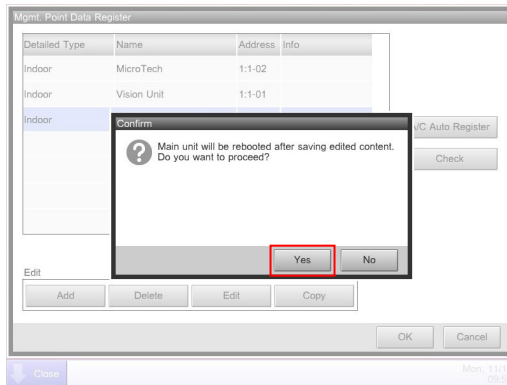 Mgmt. Point Data Register
Detailed Type Name Address Info
Indoor MicroTech 1:1-02
Indoor Vision Unit 1:1-01
Indoor
Confirm
Main unit will be rebooted after saving edited content.
Do you want to proceed?
Yes No
A/C Auto Register
Check
Edit
Add Delete Edit Copy
OK Cancel
Close
Mon, 11/1